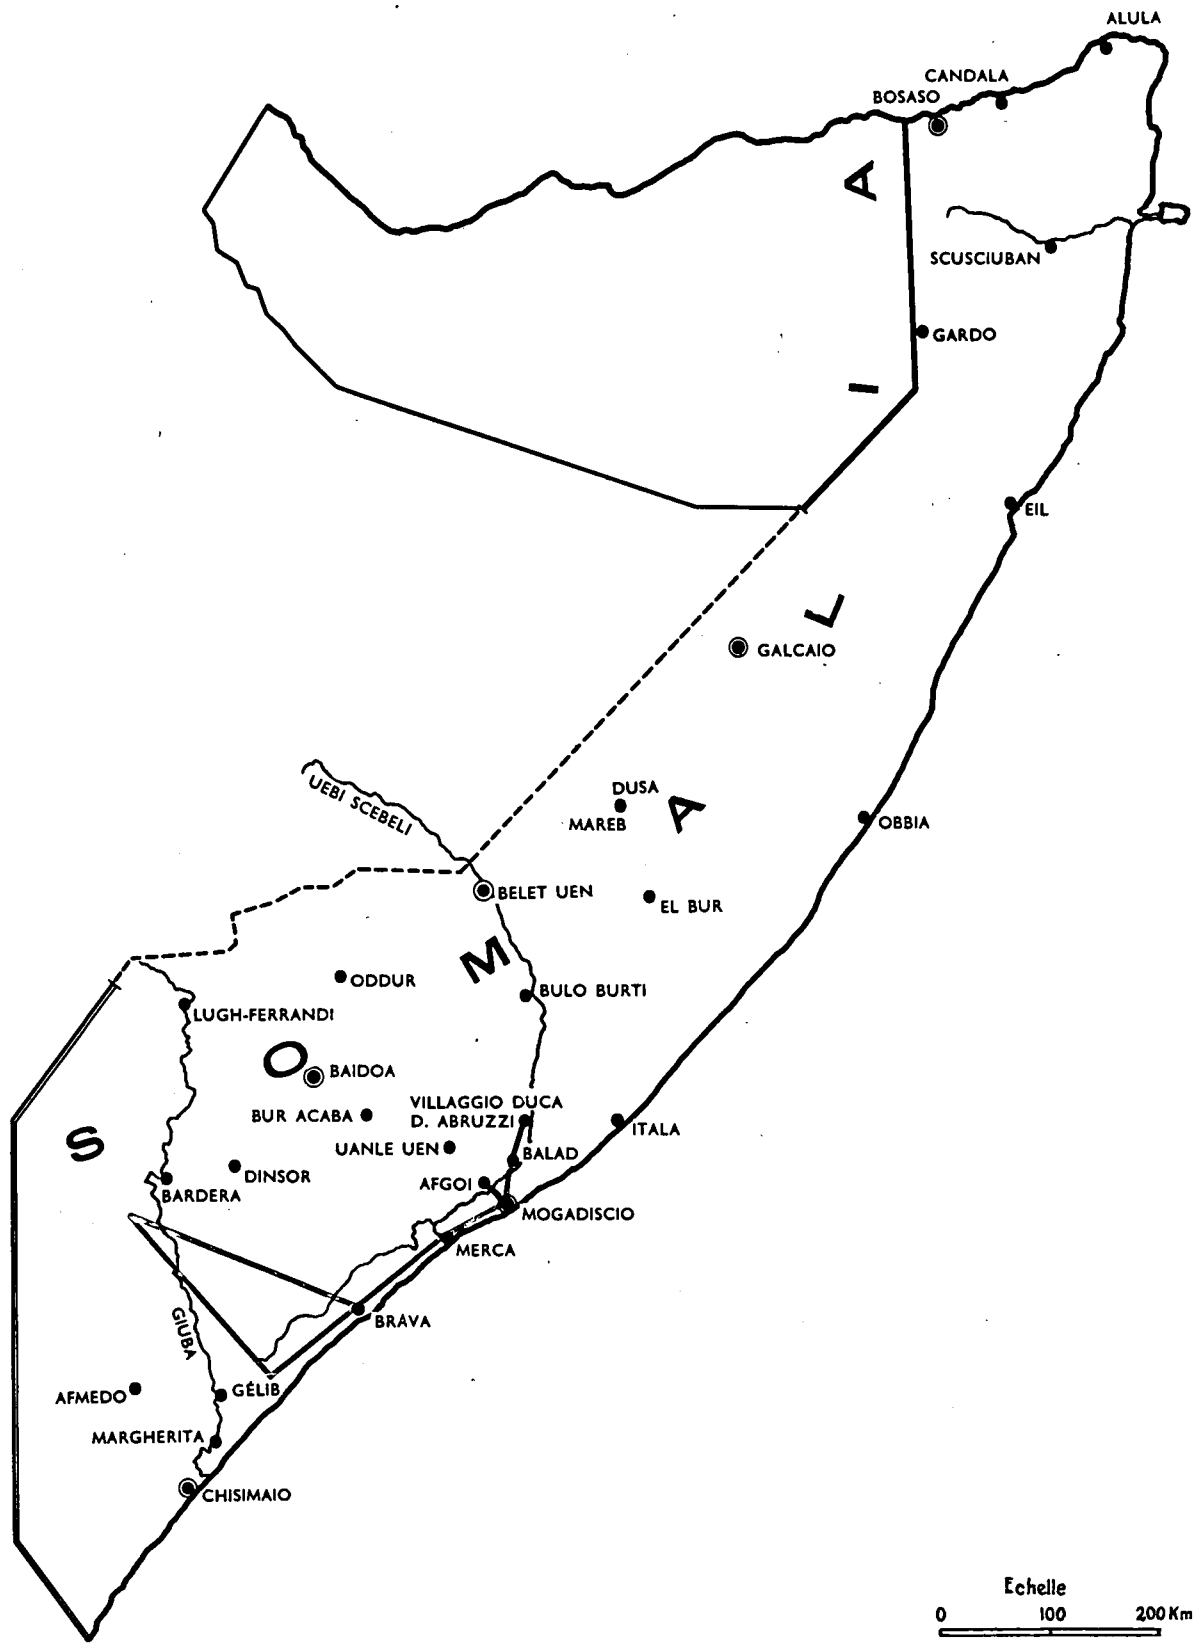 ALULA
CANDALA
BOSASO
SCUSCIUBAN
GARDO
EIL
GALCAIO
DUSA
MAREB
OBBIA
UEBI SCEBELI
BELET UEN
EL BUR
ODDUR
BULO BURTI
LUGH-FERRANDI
BAIDOA
BUR ACABA
VILLAGGIO DUCA
D. ABRUZZI
ITALA
UANLE UEN
BALAD
DINSOR
AFGOI
BARDERA
MOGADISCIO
MERCA
BRAVA
GIUBA
AFMEDO
GÉLIB
MARGHERITA
CHISIMAIO
SOMALIA
Echelle
0 100 200 Km